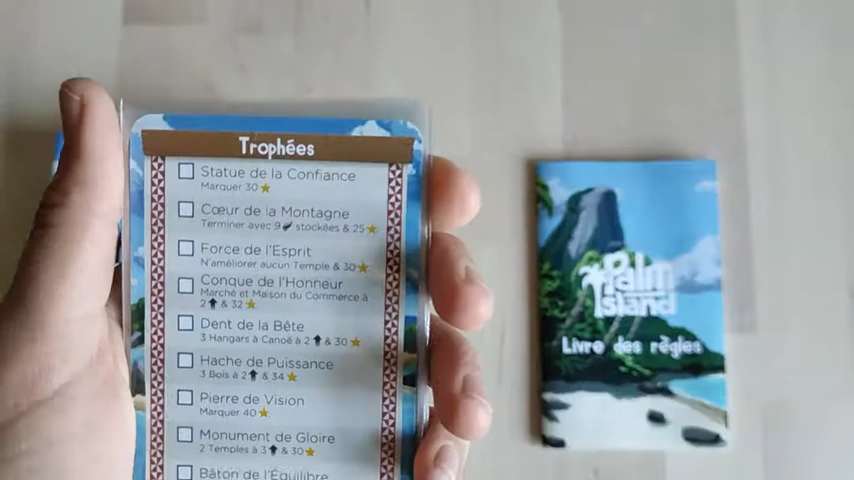 Trophées
Statue de la Confiance
Marquer 30
Cœur de la Montagne
Terminer avec 9 stockées & 25
Force de l'Esprit
N'améliorer aucun Temple & 30
Conque de l'Honneur
Marché et Maison du Commerce à
2 & 32
Dent de la Bête
3 Hangars à Canoë à 2 & 30
Hache de Puissance
3 Bois à 2 & 34
Pierre de Vision
Marquer 40
Monument de Gloire
2 Temples à 3 & 30
Bâton de l'Équilibre
Palm
Island
Livre des règles